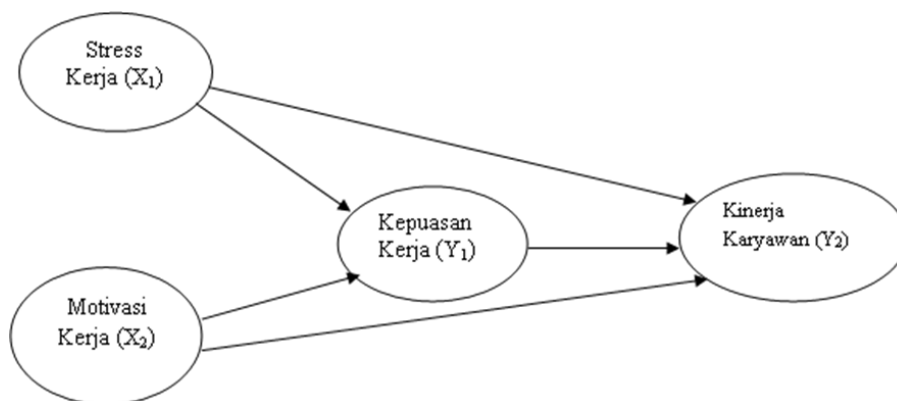 Stress
Kerja (X₁)
Kepuasan
Kerja (Y₁)
Kinerja
Karyawan (Y₂)
Motivasi
Kerja (X₂)